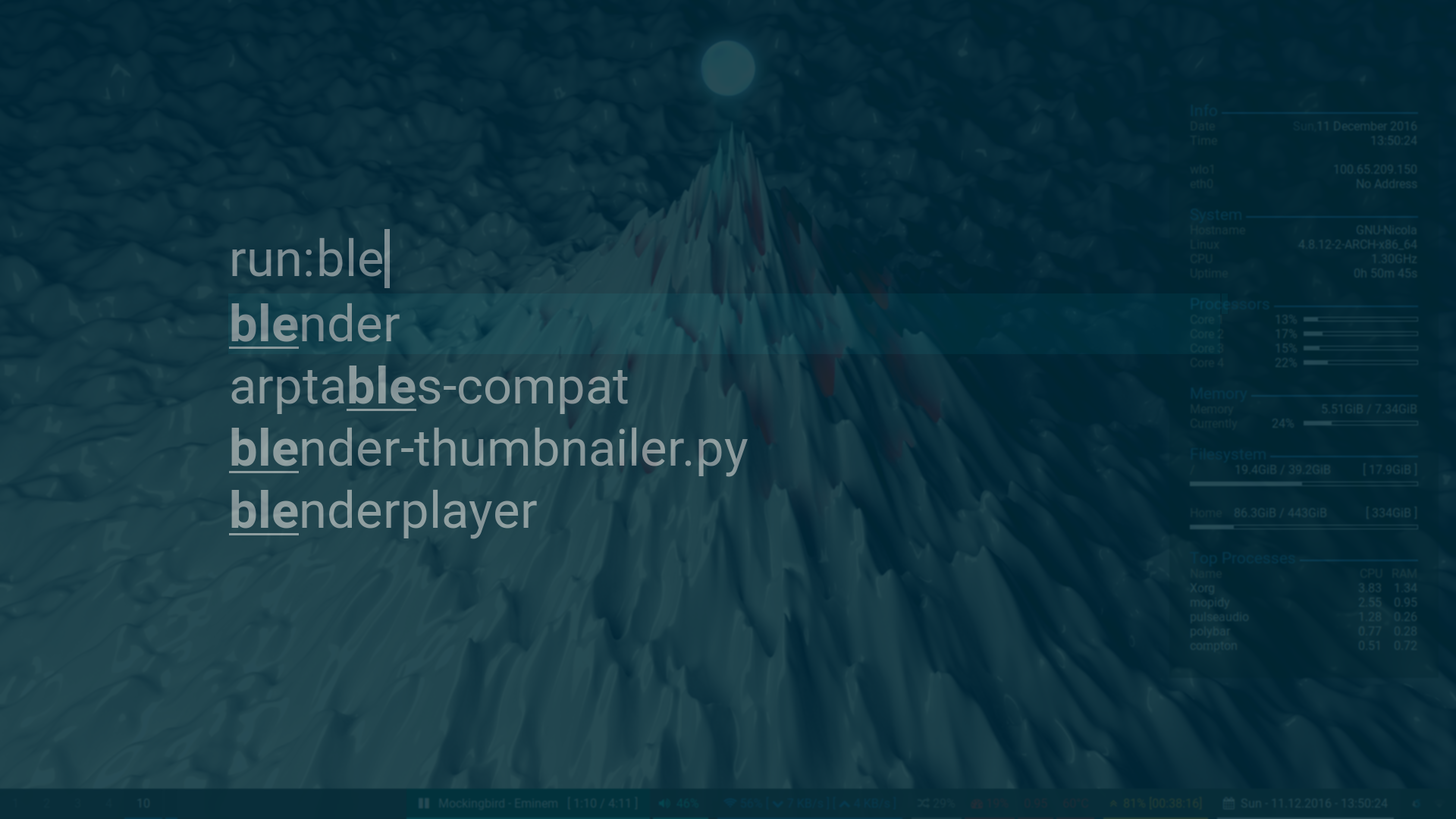 run:ble
blender
arptables-compat
blender-thumbnailer.py
blenderplayer
Info
Date Sun,11 December 2016
Time 13:50:24
wto1 100.65.209.150
eth0 No Address
System
Hostname GNU-Nicola
Linux 4.8.12-2-ARCH-x86_64
CPU 1.30GHz
Uptime 0h 50m 45s
Processors
Core 1 13%
Core 2 17%
Core 3 15%
Core 4 22%
Memory
Memory 5.51GiB / 7.34GiB
Currently 24%
Filesystem
/ 19.4GiB / 39.2GiB [ 17.9GiB ]
Home 86.3GiB / 443GiB [ 334GiB ]
Top Processes
Name CPU RAM
Xorg 3.83 1.34
mopidy 2.55 0.95
pulseaudio 1.28 0.26
polybar 0.77 0.28
compton 0.51 0.72
10 Mockingbird - Eminem [ 1:10 / 4:11 ] 46% 29% 81% [00:38:16] Sun - 11.12.2016 - 13:50:24